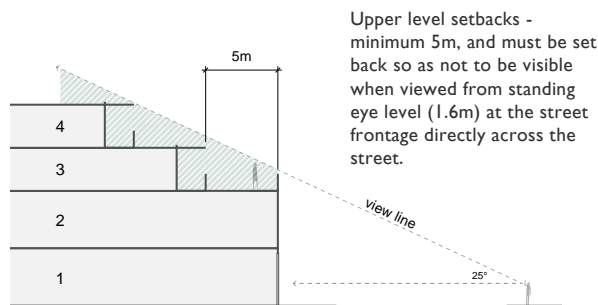 Upper level setbacks -
minimum 5m, and must be set
back so as not to be visible
when viewed from standing
eye level (1.6m) at the street
frontage directly across the
street.
5m
4
3
2
1
view line
25°